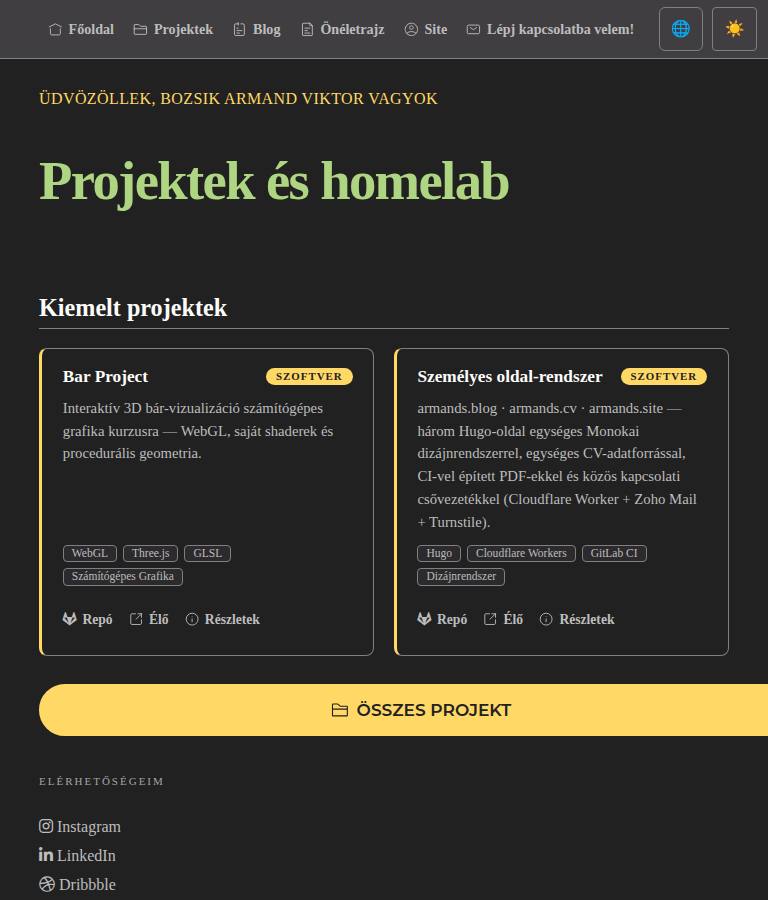 Főoldal Projektek Blog Önéletrajz Site Lépj kapcsolatba velem!
ÜDVÖZÖLLEK, BOZSIK ARMAND VIKTOR VAGYOK
Projektek és homelab
Kiemelt projektek
Bar Project SZOFTVER
Interaktív 3D bár-vizualizáció számítógépes
grafika kurzusra — WebGL, saját shaderek és
procedurális geometria.
WebGL Three.js GLSL
Számítógépes Grafika
Repó Élő Részletek
Személyes oldal-rendszer SZOFTVER
armands.blog · armands.cv · armands.site —
három Hugo-oldal egységes Monokai
dizájnrendszerrel, egységes CV-adatforrással,
CI-vel épített PDF-ekkel és közös kapcsolati
csővezetékkel (Cloudflare Worker + Zoho Mail
+ Turnstile).
Hugo Cloudflare Workers GitLab CI
Dizájnrendszer
Repó Élő Részletek
ÖSSZES PROJEKT
ELÉRHETŐSÉGEIM
Instagram
LinkedIn
Dribbble